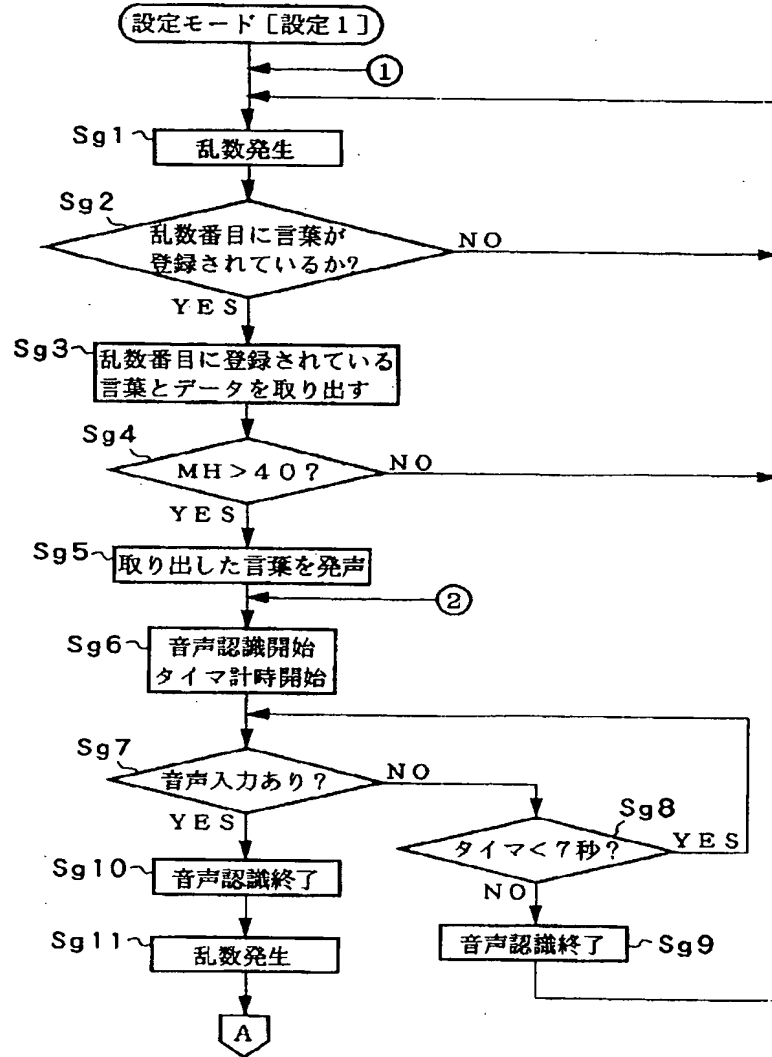 設定モード［設定１］
①
Sg1
乱数発生
Sg2
乱数番目に言葉が
登録されているか?
NO
YES
Sg3
乱数番目に登録されている
言葉とデータを取り出す
Sg4
MH>40?
NO
YES
Sg5
取り出した言葉を発声
②
Sg6
音声認識開始
タイマ計時開始
Sg7
音声入力あり?
NO
YES
Sg8
タイマ<7秒?
YES
NO
Sg10
音声認識終了
Sg9
音声認識終了
Sg11
乱数発生
A